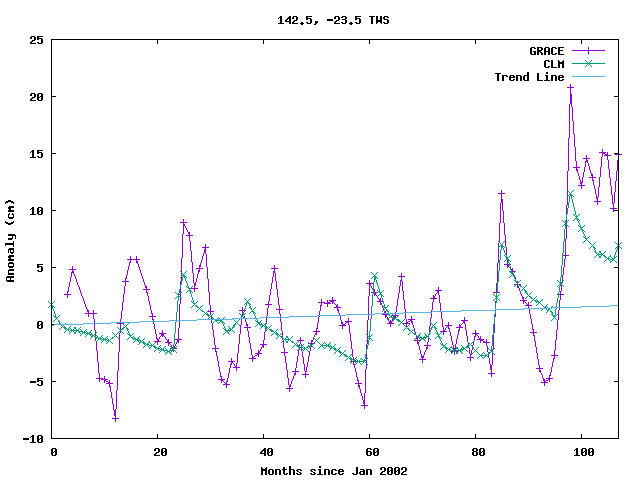 142.5, -23.5 TWS
GRACE
CLM
Trend Line
25
20
15
10
5
0
-5
-10
Anomaly (cm)
0 20 40 60 80 100
Months since Jan 2002